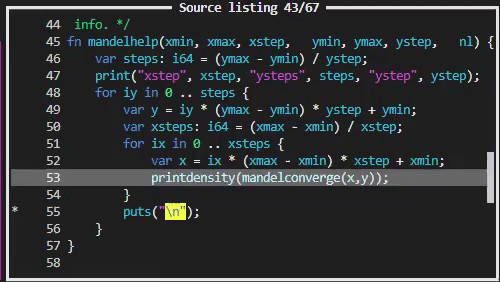 Source listing 43/67
44 info. */
45 fn mandelhelp(xmin, xmax, xstep,   ymin, ymax, ystep,   nl) {
46     var steps: i64 = (ymax - ymin) / ystep;
47     print("xstep", xstep, "ysteps", steps, "ystep", ystep);
48     for iy in 0 .. steps {
49         var y = iy * (ymax - ymin) * ystep + ymin;
50         var xsteps: i64 = (xmax - xmin) / xstep;
51         for ix in 0 .. xsteps {
52             var x = ix * (xmax - xmin) * xstep + xmin;
53             printdensity(mandelconverge(x,y));
54         }
* 55         puts("\n");
56     }
57 }
58